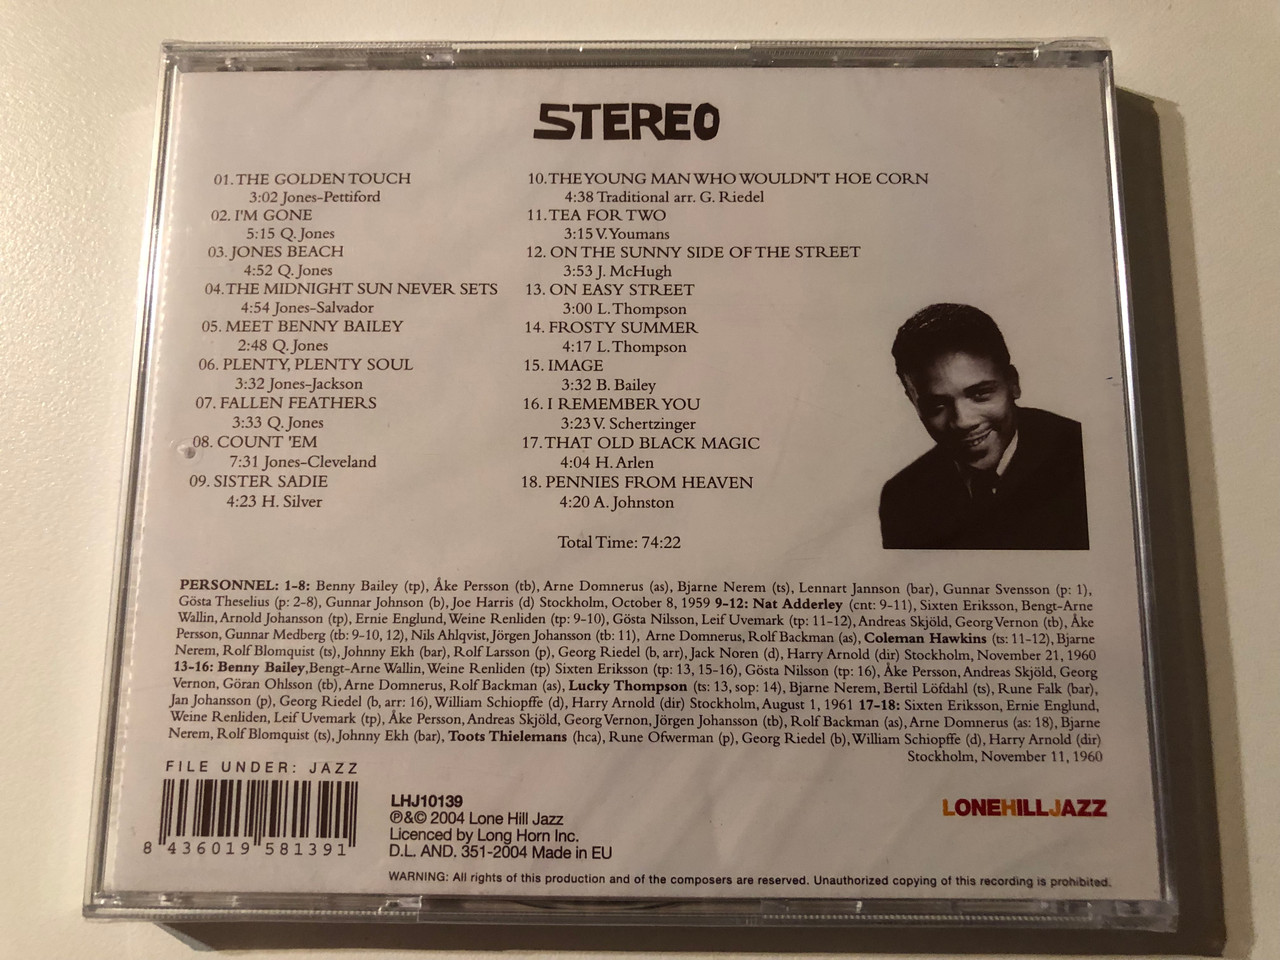 STEREO
01. THE GOLDEN TOUCH
3:02 Jones-Pettiford
02. I'M GONE
5:15 Q. Jones
03. JONES BEACH
4:52 Q. Jones
04. THE MIDNIGHT SUN NEVER SETS
4:54 Jones-Salvador
05. MEET BENNY BAILEY
2:48 Q. Jones
06. PLENTY, PLENTY SOUL
3:32 Jones-Jackson
07. FALLEN FEATHERS
3:33 Q. Jones
08. COUNT 'EM
7:31 Jones-Cleveland
09. SISTER SADIE
4:23 H. Silver
10. THE YOUNG MAN WHO WOULDN'T HOE CORN
4:38 Traditional arr. G. Riedel
11. TEA FOR TWO
3:15 V. Youmans
12. ON THE SUNNY SIDE OF THE STREET
3:53 J. McHugh
13. ON EASY STREET
3:00 L. Thompson
14. FROSTY SUMMER
4:17 L. Thompson
15. IMAGE
3:32 B. Bailey
16. I REMEMBER YOU
3:23 V. Schertzinger
17. THAT OLD BLACK MAGIC
4:04 H. Arlen
18. PENNIES FROM HEAVEN
4:20 A. Johnston
Total Time: 74:22
PERSONNEL: 1-8: Benny Bailey (tp), Åke Persson (tb), Arne Domnerus (as), Bjarne Nerem (ts), Lennart Jannson (bar), Gunnar Svensson (p: 1),
Gösta Theselius (p: 2-8), Gunnar Johnson (b), Joe Harris (d) Stockholm, October 8, 1959 9-12: Nat Adderley (cnt: 9-11), Sixten Eriksson, Bengt-Arne
Wallin, Arnold Johansson (tp), Ernie Englund, Weine Renliden (tp: 9-10), Gösta Nilsson, Leif Uvemark (tp: 11-12), Andreas Skjöld, Georg Vernon (tb), Åke
Persson, Gunnar Medberg (tb: 9-10, 12), Nils Ahlqvist, Jörgen Johansson (tb: 11), Arne Domnerus, Rolf Backman (as), Coleman Hawkins (ts: 11-12), Bjarne
Nerem, Rolf Blomquist (ts), Johnny Ekh (bar), Rolf Larsson (p), Georg Riedel (b, arr), Jack Noren (d), Harry Arnold (dir) Stockholm, November 21, 1960
13-16: Benny Bailey, Bengt-Arne Wallin, Weine Renliden (tp) Sixten Eriksson (tp: 13, 15-16), Gösta Nilsson (tp: 16), Åke Persson, Andreas Skjöld, Georg
Vernon, Göran Ohlsson (tb), Arne Domnerus, Rolf Backman (as), Lucky Thompson (ts: 13, sop: 14), Bjarne Nerem, Bertil Löfdahl (ts), Rune Falk (bar),
Jan Johansson (p), Georg Riedel (b, arr: 16), William Schiopffe (d), Harry Arnold (dir) Stockholm, August 1, 1961 17-18: Sixten Eriksson, Ernie Englund,
Weine Renliden, Leif Uvemark (tp), Åke Persson, Andreas Skjöld, Georg Vernon, Jörgen Johansson (tb), Rolf Backman (as), Arne Domnerus (as: 18), Bjarne
Nerem, Rolf Blomquist (ts), Johnny Ekh (bar), Toots Thielemans (hca), Rune Ofwerman (p), Georg Riedel (b), William Schiopffe (d), Harry Arnold (dir)
Stockholm, November 11, 1960
FILE UNDER: JAZZ
8 436019 581391
LHJ10139
℗&© 2004 Lone Hill Jazz
Licenced by Long Horn Inc.
D.L. AND. 351-2004 Made in EU
LONEHILLJAZZ
WARNING: All rights of this production and of the composers are reserved. Unauthorized copying of this recording is prohibited.